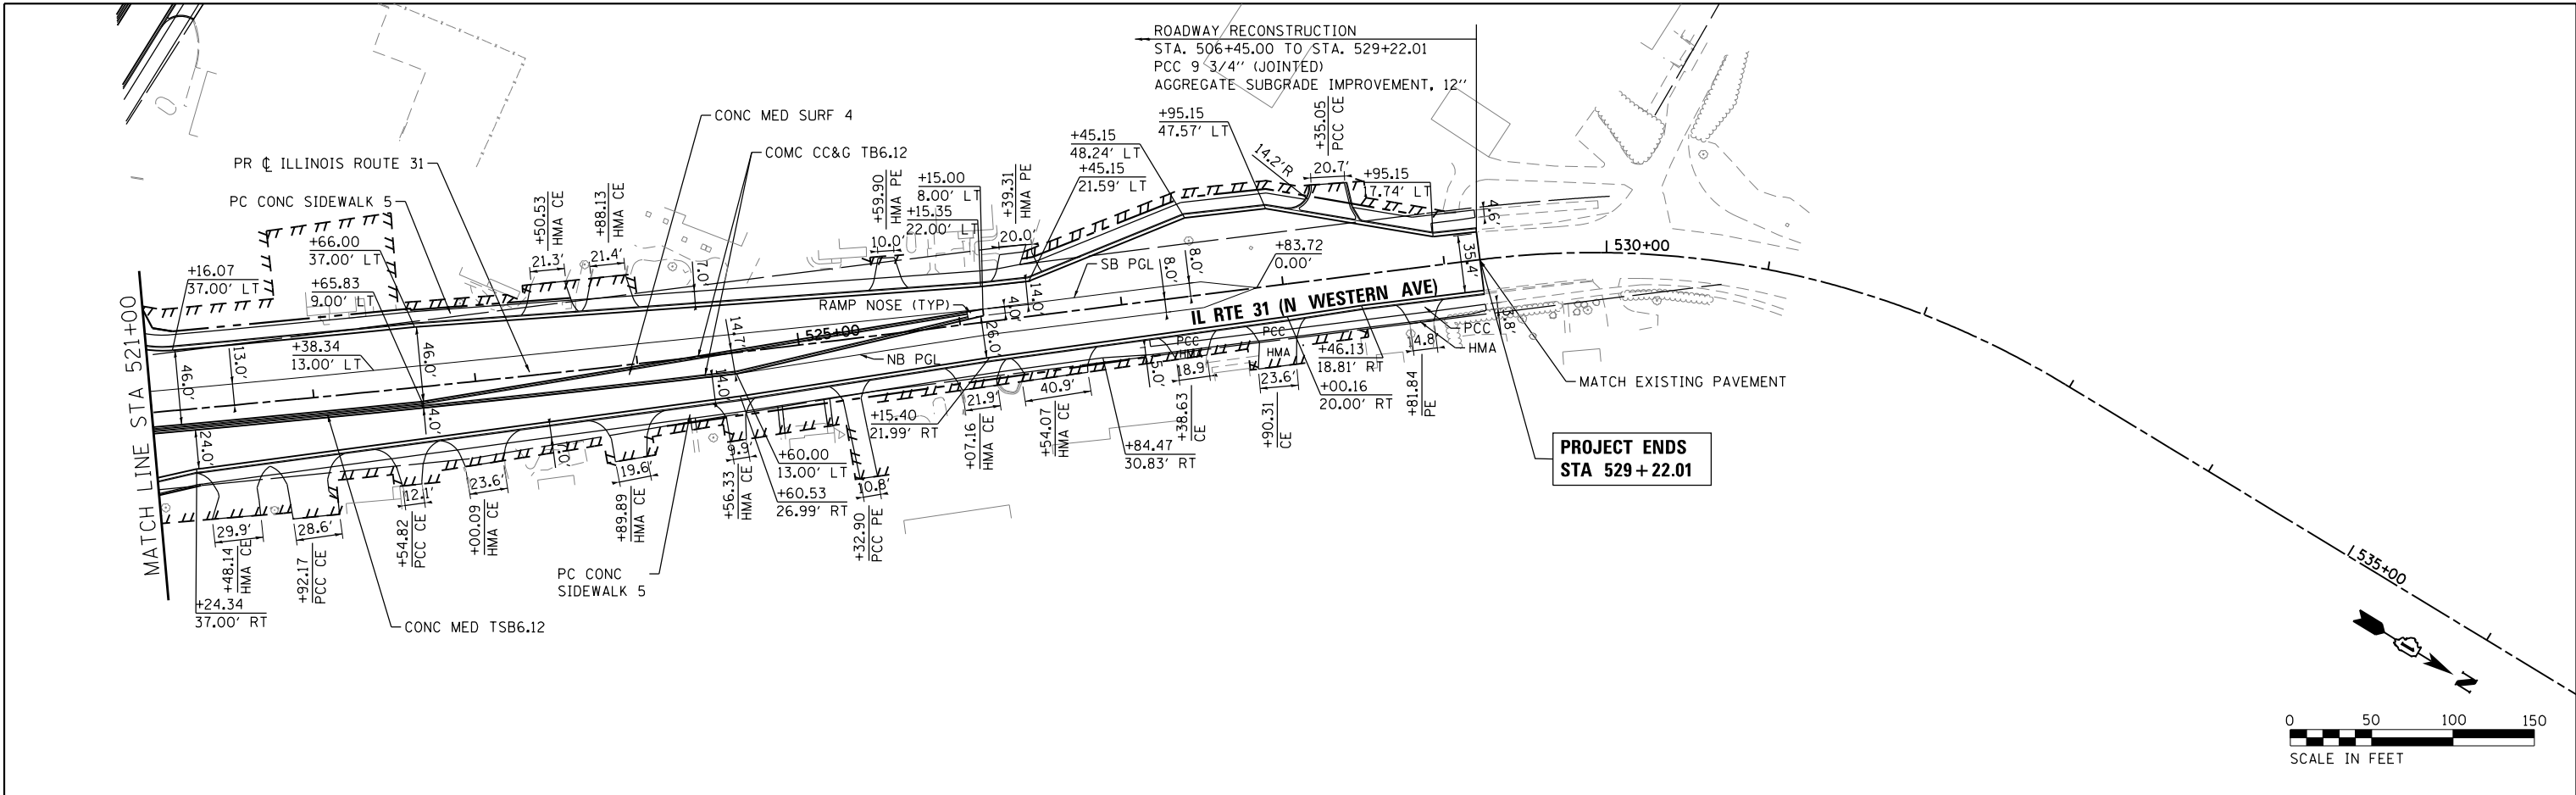 ROADWAY RECONSTRUCTION
STA. 506+45.00 TO STA. 529+22.01
PCC 9 3/4'' (JOINTED)
AGGREGATE SUBGRADE IMPROVEMENT, 12''
CONC MED SURF 4
COMC CC&G TB6.12
PR ℄ ILLINOIS ROUTE 31
PC CONC SIDEWALK 5
+66.00
37.00' LT
+16.07
37.00' LT
+65.83
9.00' LT
+38.34
13.00' LT
+50.53
HMA CE
21.3'
+88.13
HMA CE
21.4'
7.0'
+59.90
HMA PE
10.0'
+15.00
8.00' LT
+15.35
22.00' LT
+39.31
HMA PE
20.0'
+45.15
48.24' LT
+45.15
21.59' LT
+95.15
47.57' LT
14.2'R
+35.05
PCC CE
20.7'
+95.15
17.74' LT
4.6'
+83.72
0.00'
SB PGL
8.0'
8.0'
35.4'
530+00
RAMP NOSE (TYP)
4.0'
14.0'
IL RTE 31 (N WESTERN AVE)
525+00
14.7'
26.0'
NB PGL
MATCH LINE STA 521+00
46.0'
13.0'
46.0'
4.0'
14.0'
24.0'
PCC
HMA
PCC
HMA
PCC
HMA
5.0'
18.9'
23.6'
4.8'
+46.13
18.81' RT
+00.16
20.00' RT
+81.84
PE
+90.31
CE
+38.63
CE
MATCH EXISTING PAVEMENT
+15.40
21.99' RT
21.9'
40.9'
+07.16
HMA CE
+54.07
HMA CE
+84.47
30.83' RT
PROJECT ENDS
STA 529+22.01
9.9'
+60.00
13.00' LT
+60.53
26.99' RT
10.8'
+32.90
PCC PE
+56.33
HMA CE
19.6'
+89.89
HMA CE
23.6'
+00.09
HMA CE
12.1'
+54.82
PCC CE
28.6'
+92.17
PCC CE
29.9'
+48.14
HMA CE
+24.34
37.00' RT
PC CONC
SIDEWALK 5
CONC MED TSB6.12
535+00
N
0 50 100 150
SCALE IN FEET